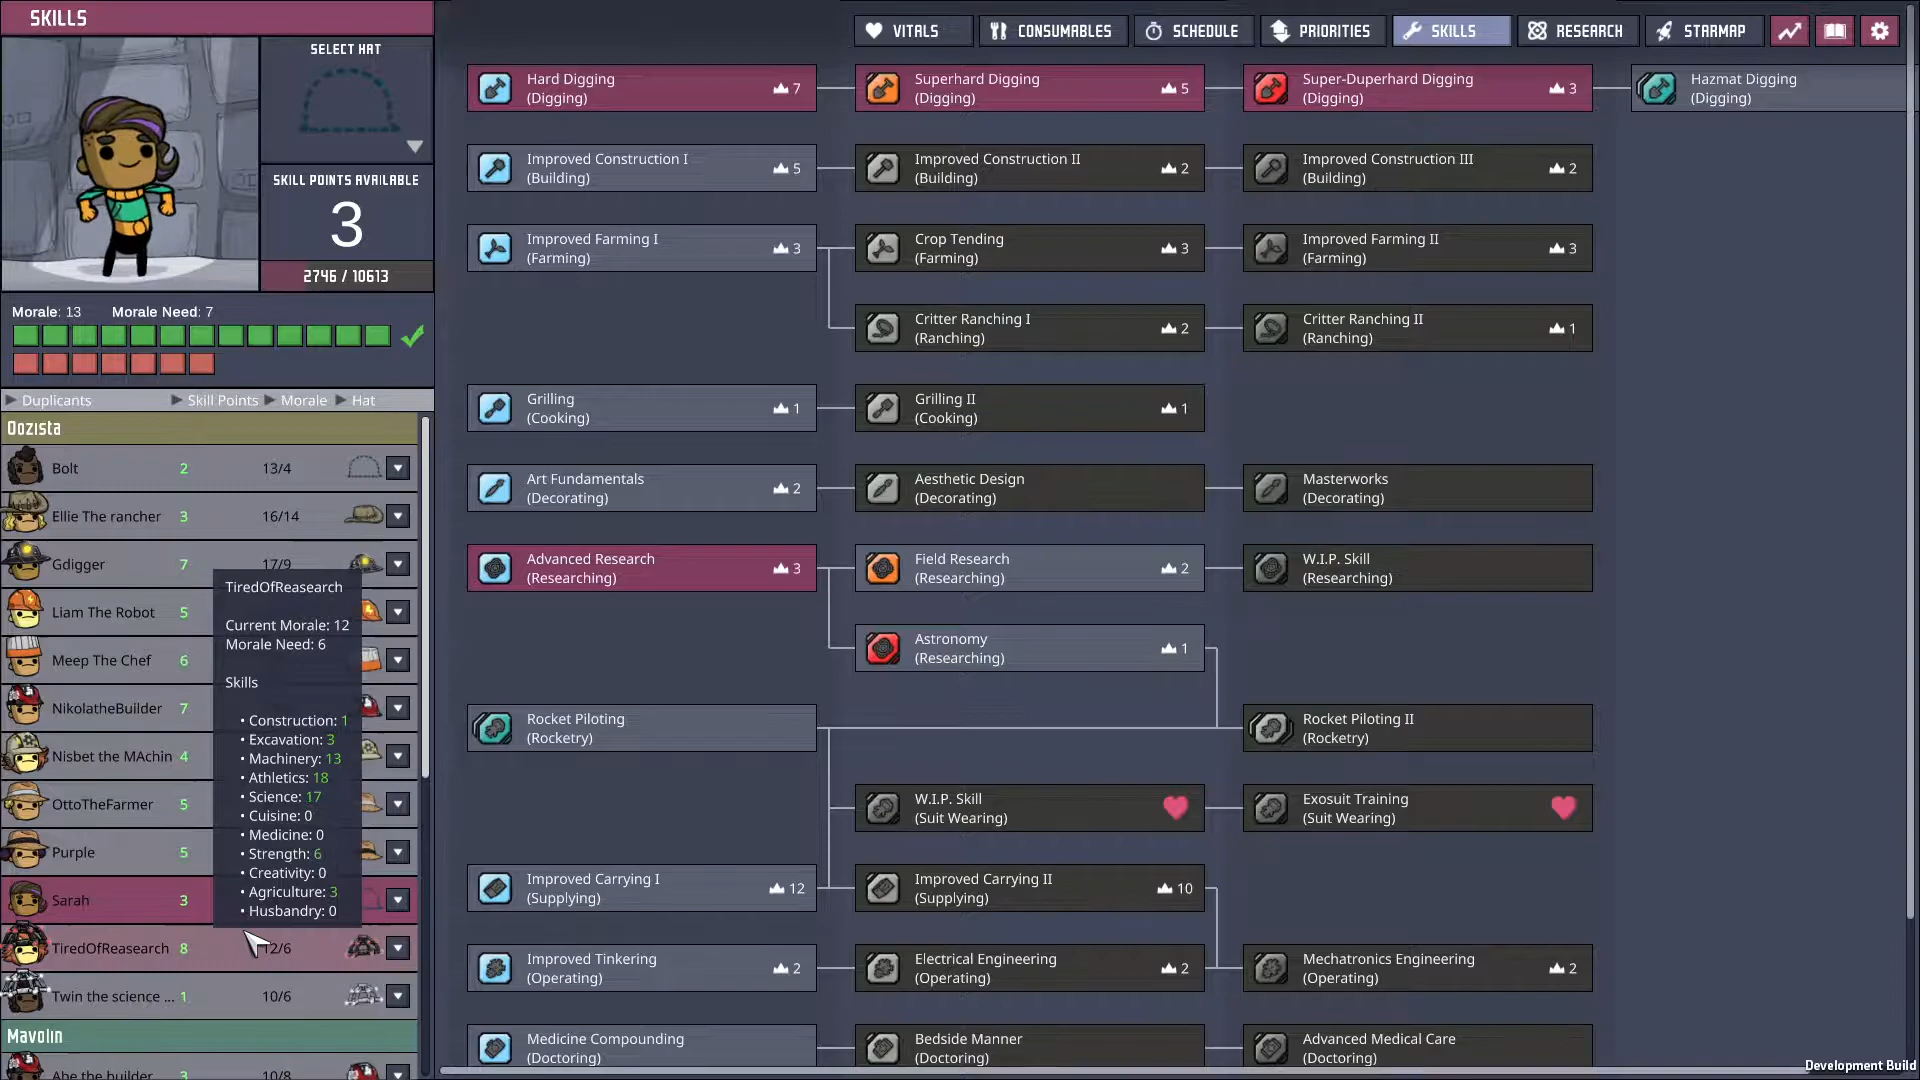 SKILLS
SELECT HAT
SKILL POINTS AVAILABLE
3
2746 / 10613
Morale: 13 Morale Need: 7
Duplicants Skill Points Morale Hat
Oozista
Bolt 2 13/4
Ellie The rancher 3 16/14
Gdigger 7 17/9
Liam The Robot 5
Meep The Chef 6
NikolatheBuilder 7
Nisbet the MAchin 4
OttoTheFarmer 5
Purple 5
Sarah 3
TiredOfReasearch 8 12/6
Twin the science ... 1 10/6
Mavolin
Abe the builder 3 10/8
TiredOfReasearch
Current Morale: 12
Morale Need: 6
Skills
• Construction: 1
• Excavation: 3
• Machinery: 13
• Athletics: 18
• Science: 17
• Cuisine: 0
• Medicine: 0
• Strength: 6
• Creativity: 0
• Agriculture: 3
• Husbandry: 0
VITALS CONSUMABLES SCHEDULE PRIORITIES SKILLS RESEARCH STARMAP
Hard Digging
(Digging)
7
Superhard Digging
(Digging)
5
Super-Duperhard Digging
(Digging)
3
Hazmat Digging
(Digging)
Improved Construction I
(Building)
5
Improved Construction II
(Building)
2
Improved Construction III
(Building)
2
Improved Farming I
(Farming)
3
Crop Tending
(Farming)
3
Improved Farming II
(Farming)
3
Critter Ranching I
(Ranching)
2
Critter Ranching II
(Ranching)
1
Grilling
(Cooking)
1
Grilling II
(Cooking)
1
Art Fundamentals
(Decorating)
2
Aesthetic Design
(Decorating)
Masterworks
(Decorating)
Advanced Research
(Researching)
3
Field Research
(Researching)
2
W.I.P. Skill
(Researching)
Astronomy
(Researching)
1
Rocket Piloting
(Rocketry)
Rocket Piloting II
(Rocketry)
W.I.P. Skill
(Suit Wearing)
Exosuit Training
(Suit Wearing)
Improved Carrying I
(Supplying)
12
Improved Carrying II
(Supplying)
10
Improved Tinkering
(Operating)
2
Electrical Engineering
(Operating)
2
Mechatronics Engineering
(Operating)
2
Medicine Compounding
(Doctoring)
Bedside Manner
(Doctoring)
Advanced Medical Care
(Doctoring)
Development Build